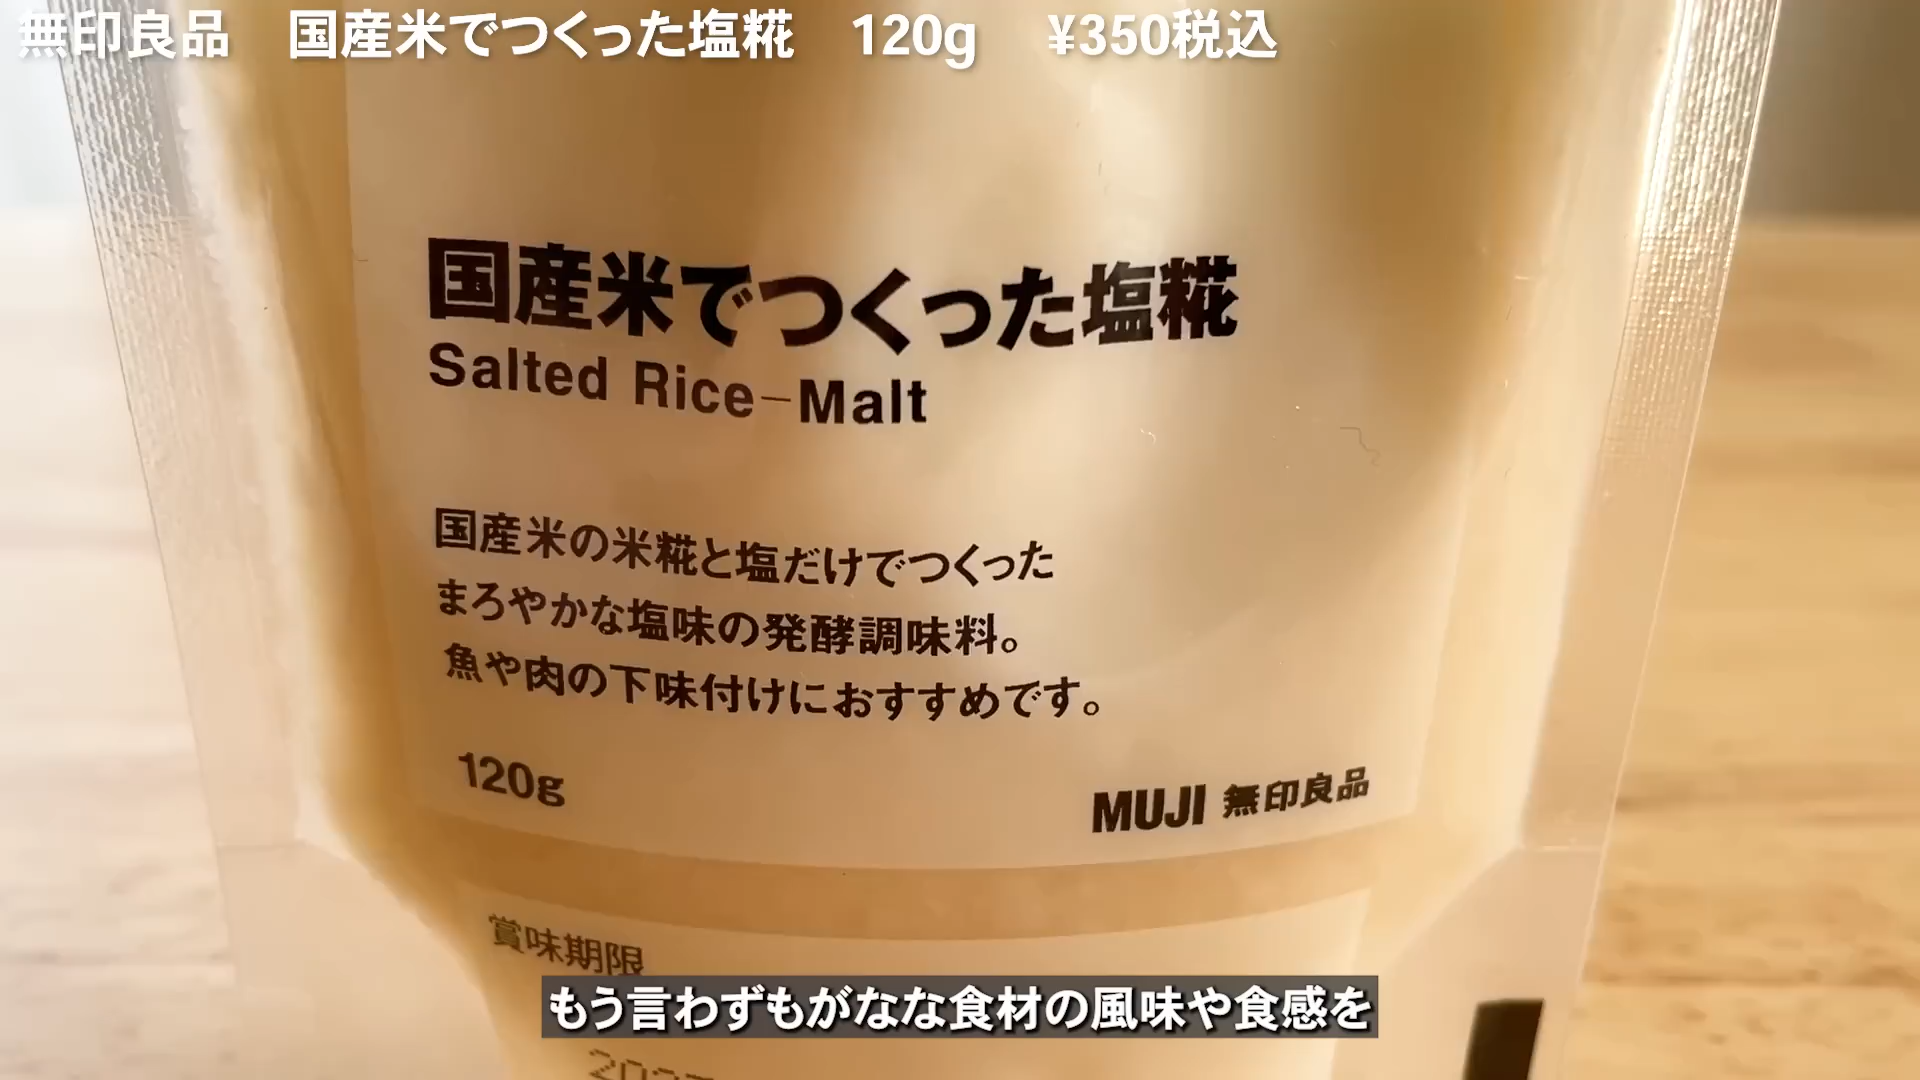 無印良品　国産米でつくった塩糀　120g　¥350税込
国産米でつくった塩糀
Salted Rice-Malt
国産米の米糀と塩だけでつくった
まろやかな塩味の発酵調味料。
魚や肉の下味付けにおすすめです。
120g
MUJI 無印良品
賞味期限
もう言わずもがなな食材の風味や食感を